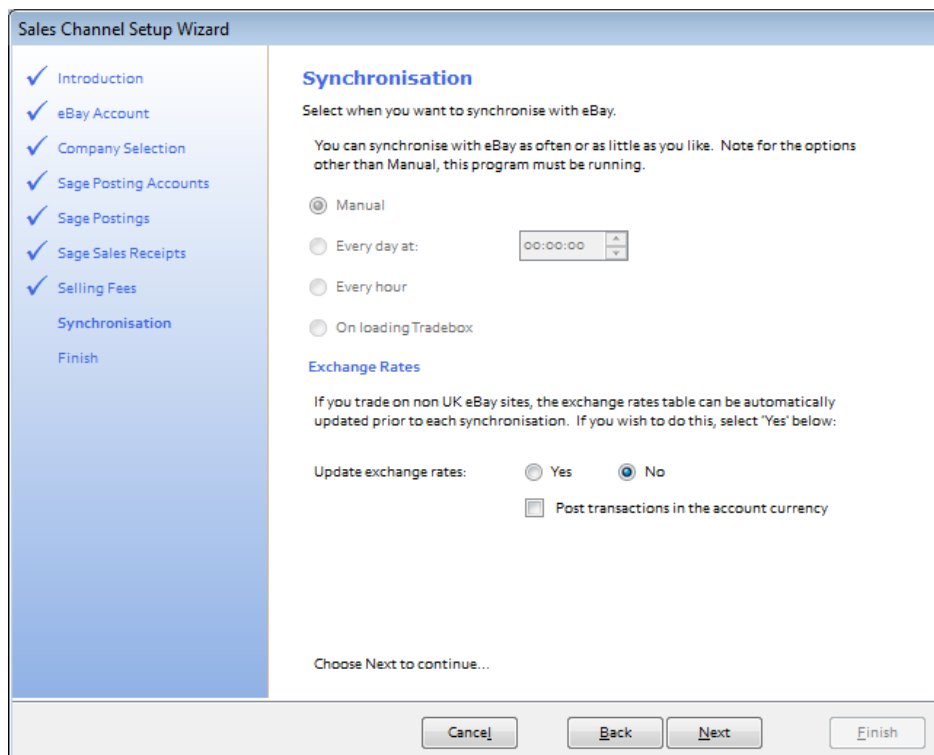 Sales Channel Setup Wizard
Introduction
eBay Account
Company Selection
Sage Posting Accounts
Sage Postings
Sage Sales Receipts
Selling Fees
Synchronisation
Finish
Synchronisation
Select when you want to synchronise with eBay.
You can synchronise with eBay as often or as little as you like. Note for the options
other than Manual, this program must be running.
Manual
Every day at: 00:00:00
Every hour
On loading Tradebox
Exchange Rates
If you trade on non UK eBay sites, the exchange rates table can be automatically
updated prior to each synchronisation. If you wish to do this, select 'Yes' below:
Update exchange rates: Yes No
Post transactions in the account currency
Choose Next to continue...
Cancel Back Next Finish